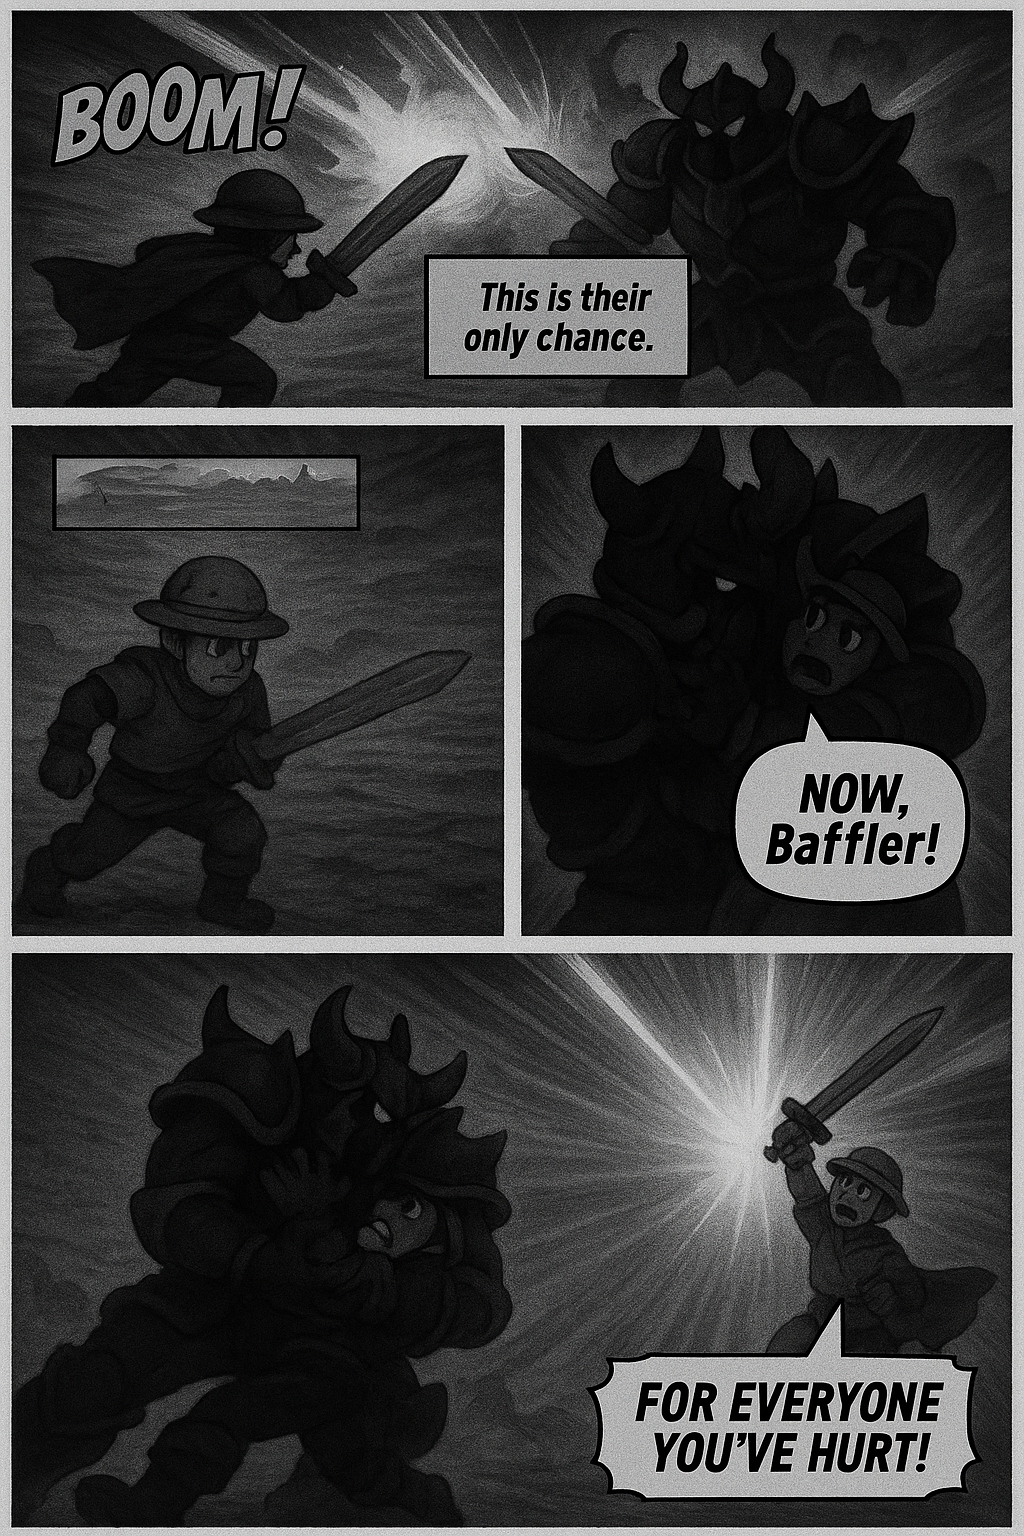 BOOM!
This is their
only chance.
NOW,
Baffler!
FOR EVERYONE
YOU'VE HURT!